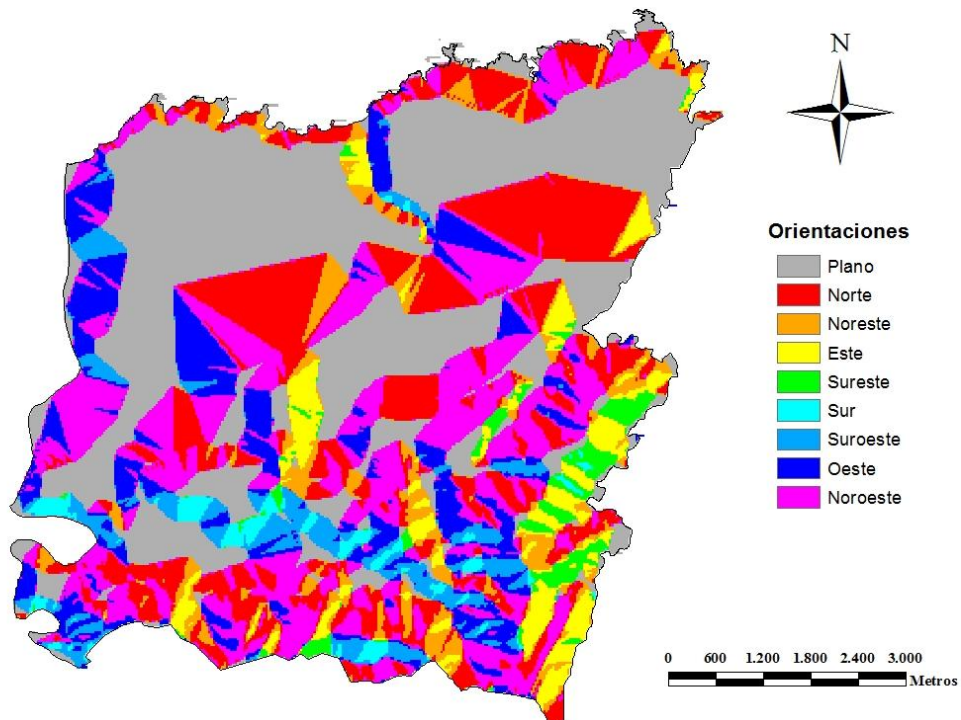 N
Orientaciones
Plano
Norte
Noreste
Este
Sureste
Sur
Suroeste
Oeste
Noroeste
0 600 1.200 1.800 2.400 3.000
Metros